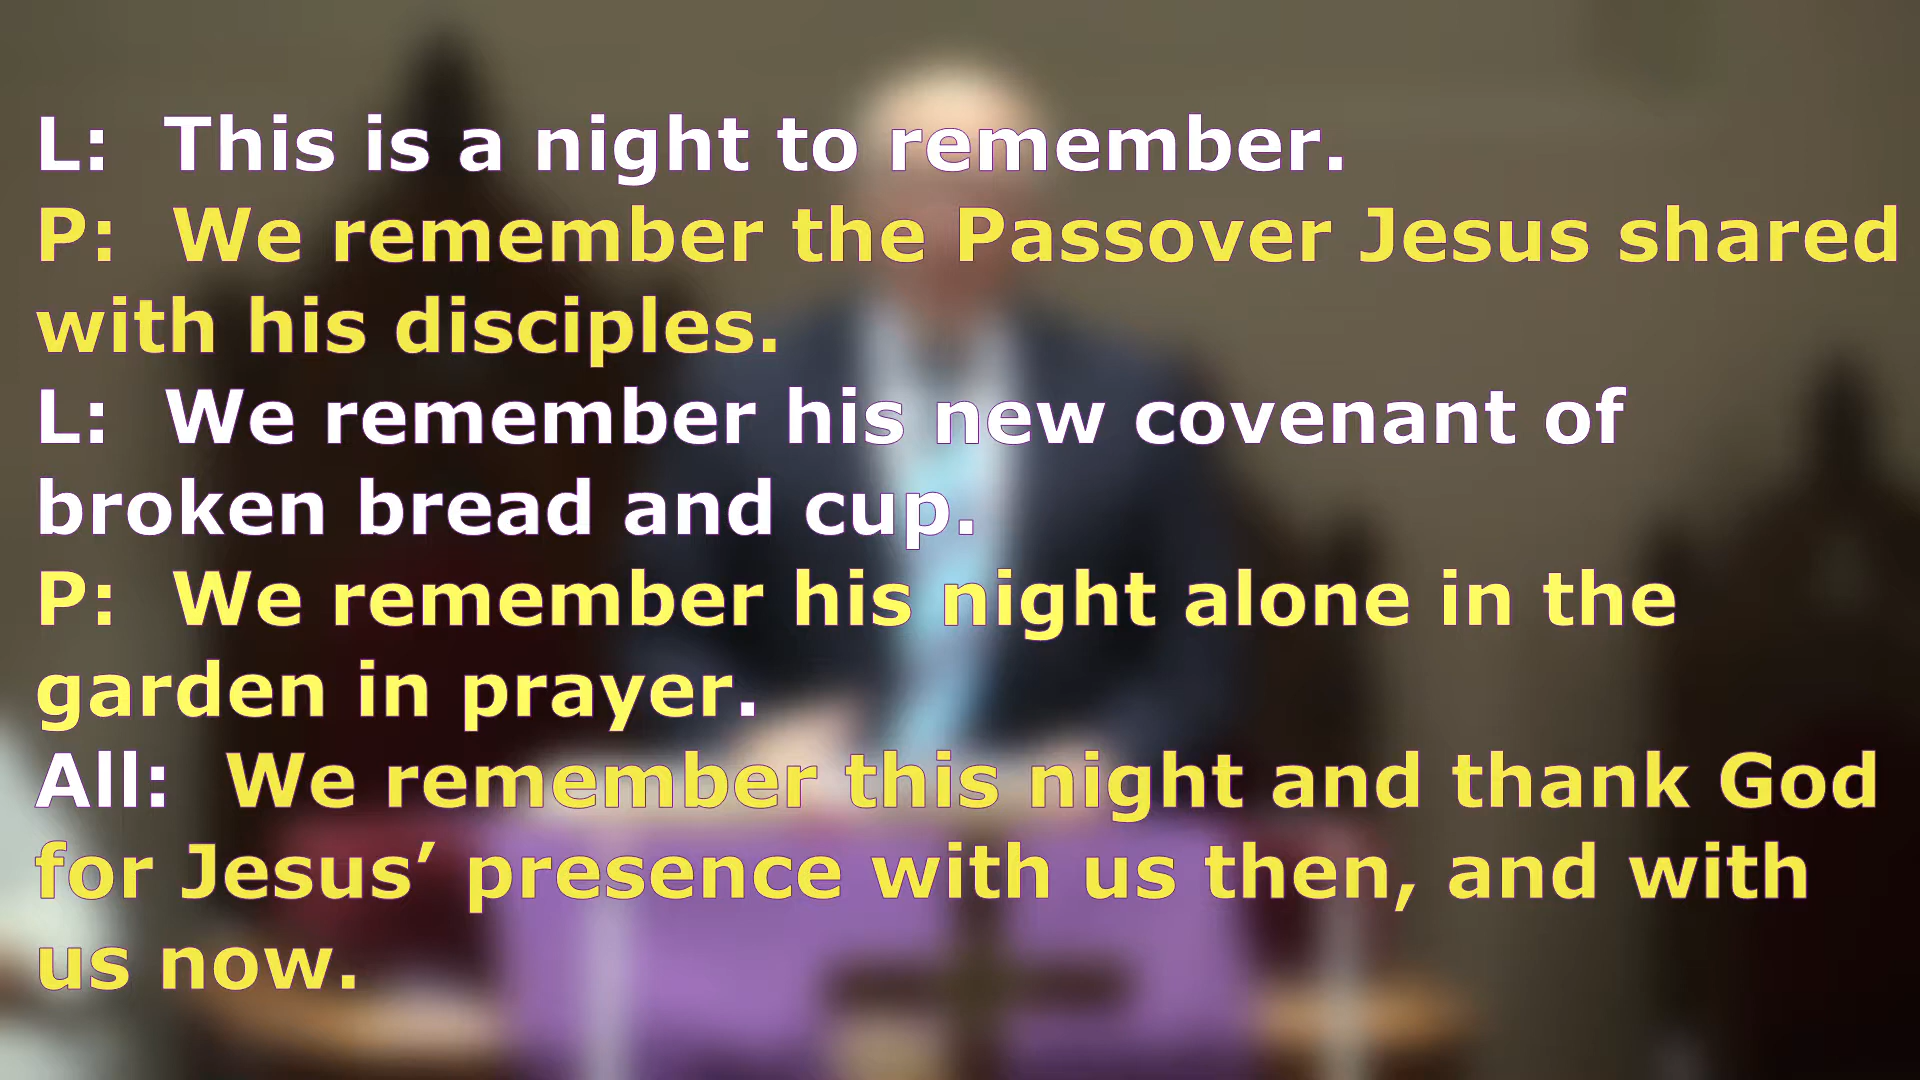 L:  This is a night to remember.
P:  We remember the Passover Jesus shared
with his disciples.
L:  We remember his new covenant of
broken bread and cup.
P:  We remember his night alone in the
garden in prayer.
All:  We remember this night and thank God
for Jesus’ presence with us then, and with
us now.